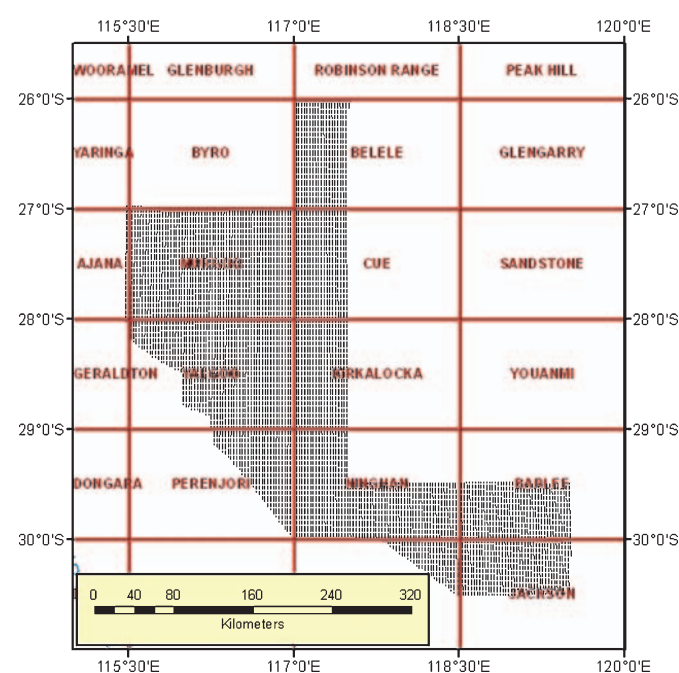 115°30'E 117°0'E 118°30'E 120°0'E
WOORAMEL GLENBURGH ROBINSON RANGE PEAK HILL
26°0'S 26°0'S
YARINGA BYRO BELELE GLENGARRY
27°0'S 27°0'S
AJANA CUE SANDSTONE
28°0'S 28°0'S
GERALDTON YALGOO KIRKALOCKA YOUANMI
29°0'S 29°0'S
DONGARA PERENJORI NINGHAN BARLEE
30°0'S 30°0'S
JACKSON
0 40 80 160 240 320
Kilometers
115°30'E 117°0'E 118°30'E 120°0'E